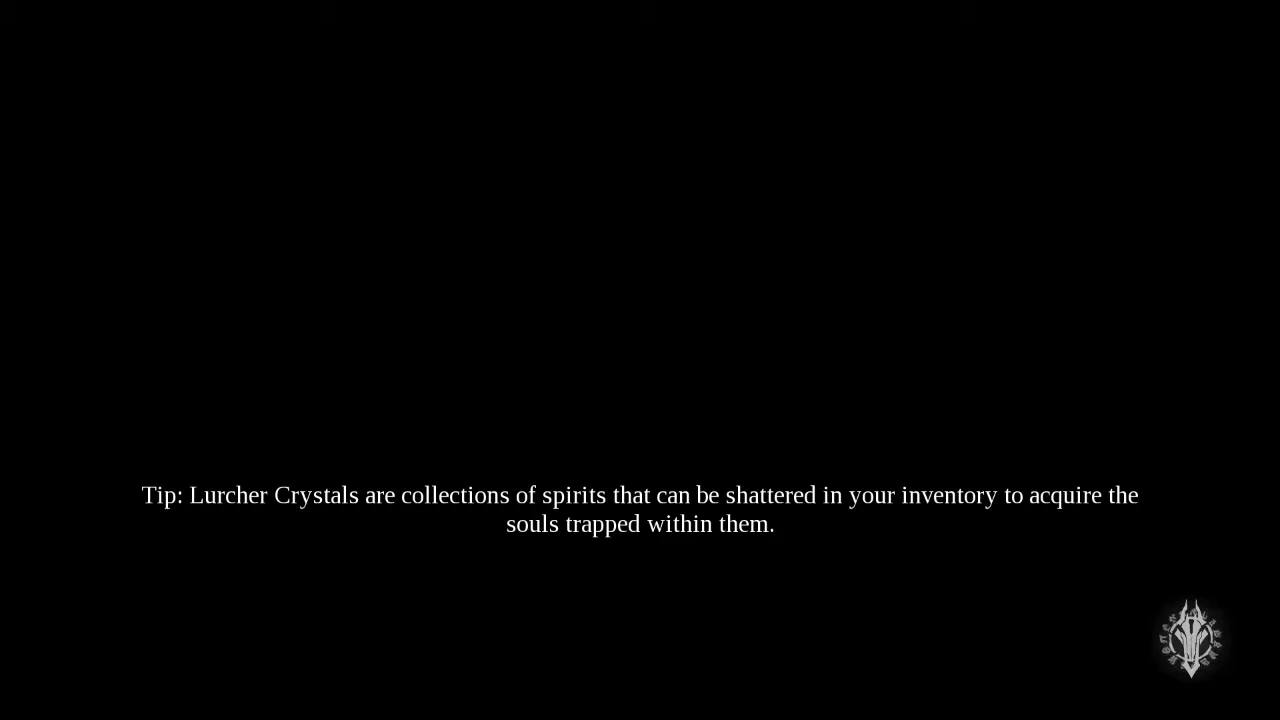 Tip: Lurcher Crystals are collections of spirits that can be shattered in your inventory to acquire the
souls trapped within them.